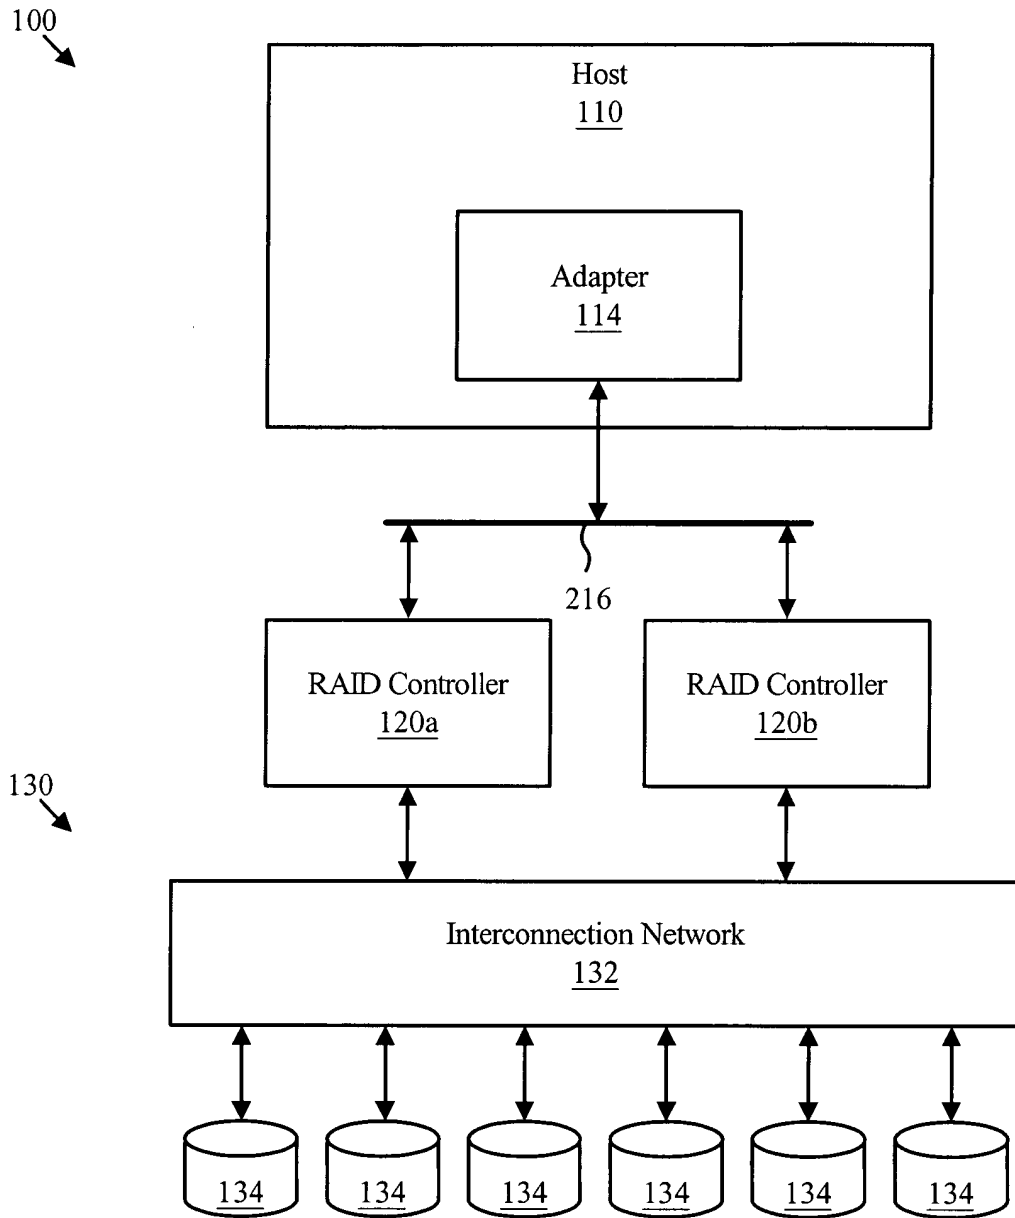 100
Host
110
Adapter
114
216
RAID Controller
120a
RAID Controller
120b
130
Interconnection Network
132
134
134
134
134
134
134